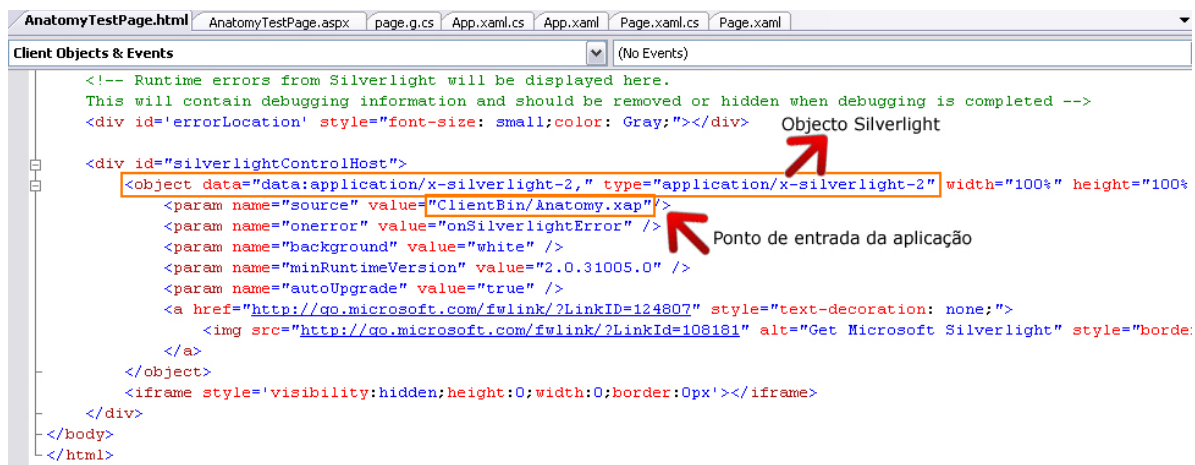 AnatomyTestPage.html AnatomyTestPage.aspx page.g.cs App.xaml.cs App.xaml Page.xaml.cs Page.xaml
Client Objects & Events (No Events)
<!-- Runtime errors from Silverlight will be displayed here.
This will contain debugging information and should be removed or hidden when debugging is completed -->
<div id='errorLocation' style="font-size: small;color: Gray;"></div>
Objecto Silverlight
<div id="silverlightControlHost">
<object data="data:application/x-silverlight-2," type="application/x-silverlight-2" width="100%" height="100%
<param name="source" value="ClientBin/Anatomy.xap"/>
<param name="onerror" value="onSilverlightError" />
Ponto de entrada da aplicação
<param name="background" value="white" />
<param name="minRuntimeVersion" value="2.0.31005.0" />
<param name="autoUpgrade" value="true" />
<a href="http://go.microsoft.com/fwlink/?LinkID=124807" style="text-decoration: none;">
<img src="http://go.microsoft.com/fwlink/?LinkId=108181" alt="Get Microsoft Silverlight" style="border
</a>
</object>
<iframe style='visibility:hidden;height:0;width:0;border:0px'></iframe>
</div>
</body>
</html>